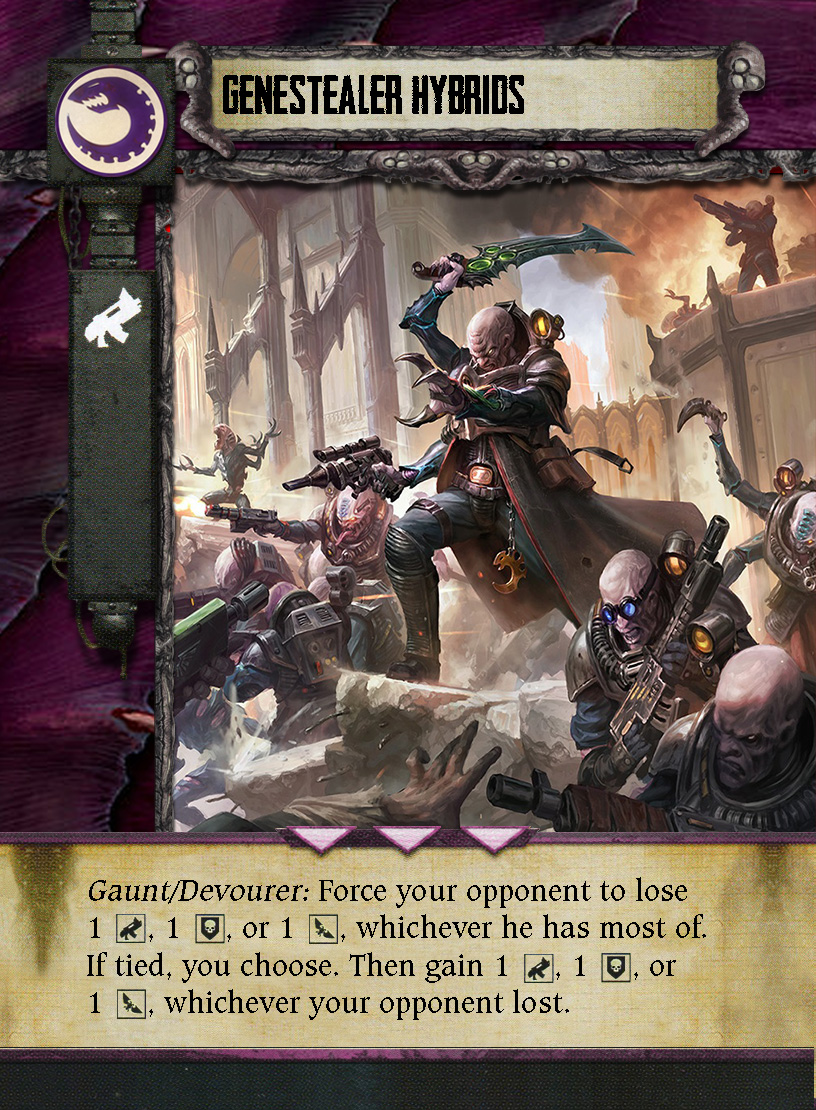 GENESTEALER HYBRIDS
Gaunt/Devourer: Force your opponent to lose
1 , 1 , or 1 , whichever he has most of.
If tied, you choose. Then gain 1 , 1 , or
1 , whichever your opponent lost.